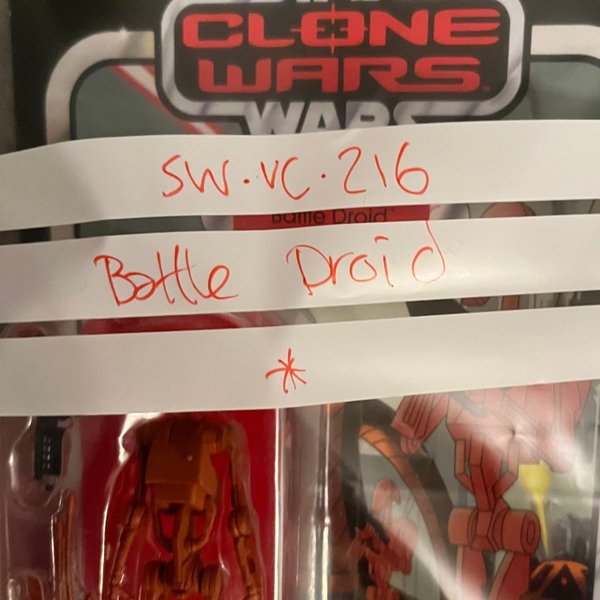 CLONE
WARS
WARS
SW.VC.216
Battle Droid
Battle Droid
*